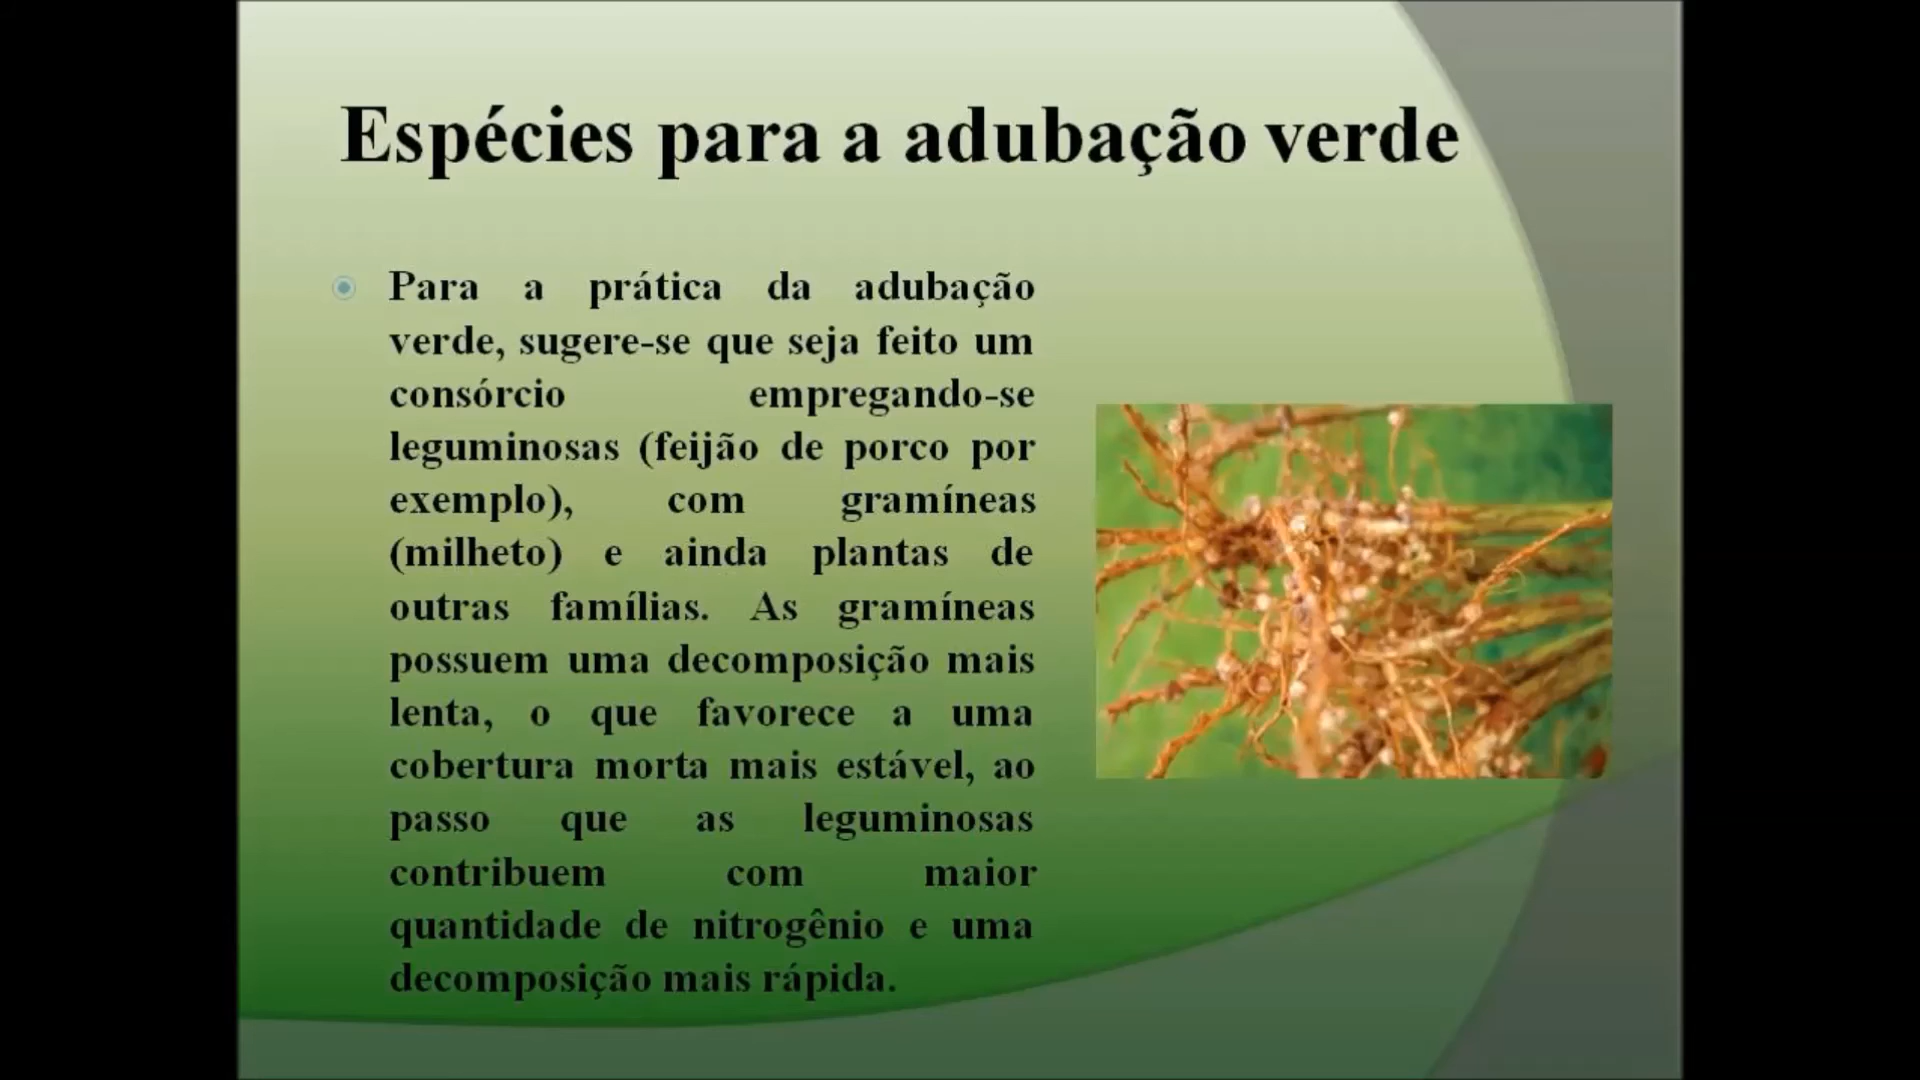 Espécies para a adubação verde
Para a prática da adubação
verde, sugere-se que seja feito um
consórcio empregando-se
leguminosas (feijão de porco por
exemplo), com gramíneas
(milheto) e ainda plantas de
outras famílias. As gramíneas
possuem uma decomposição mais
lenta, o que favorece a uma
cobertura morta mais estável, ao
passo que as leguminosas
contribuem com maior
quantidade de nitrogênio e uma
decomposição mais rápida.